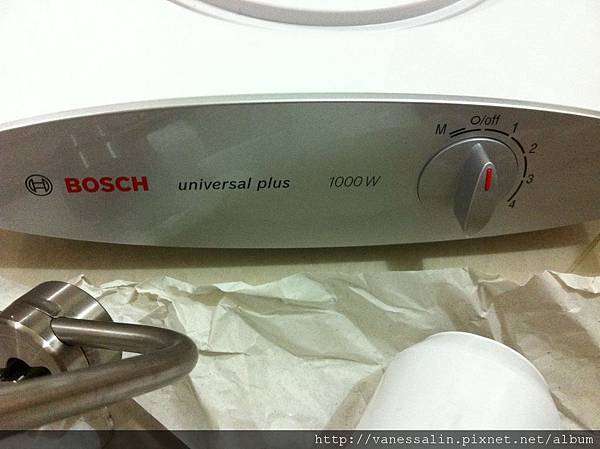 BOSCH universal plus 1000 W
M O/off 1
2
3
4
http://vanessalin.pixnet.net/album